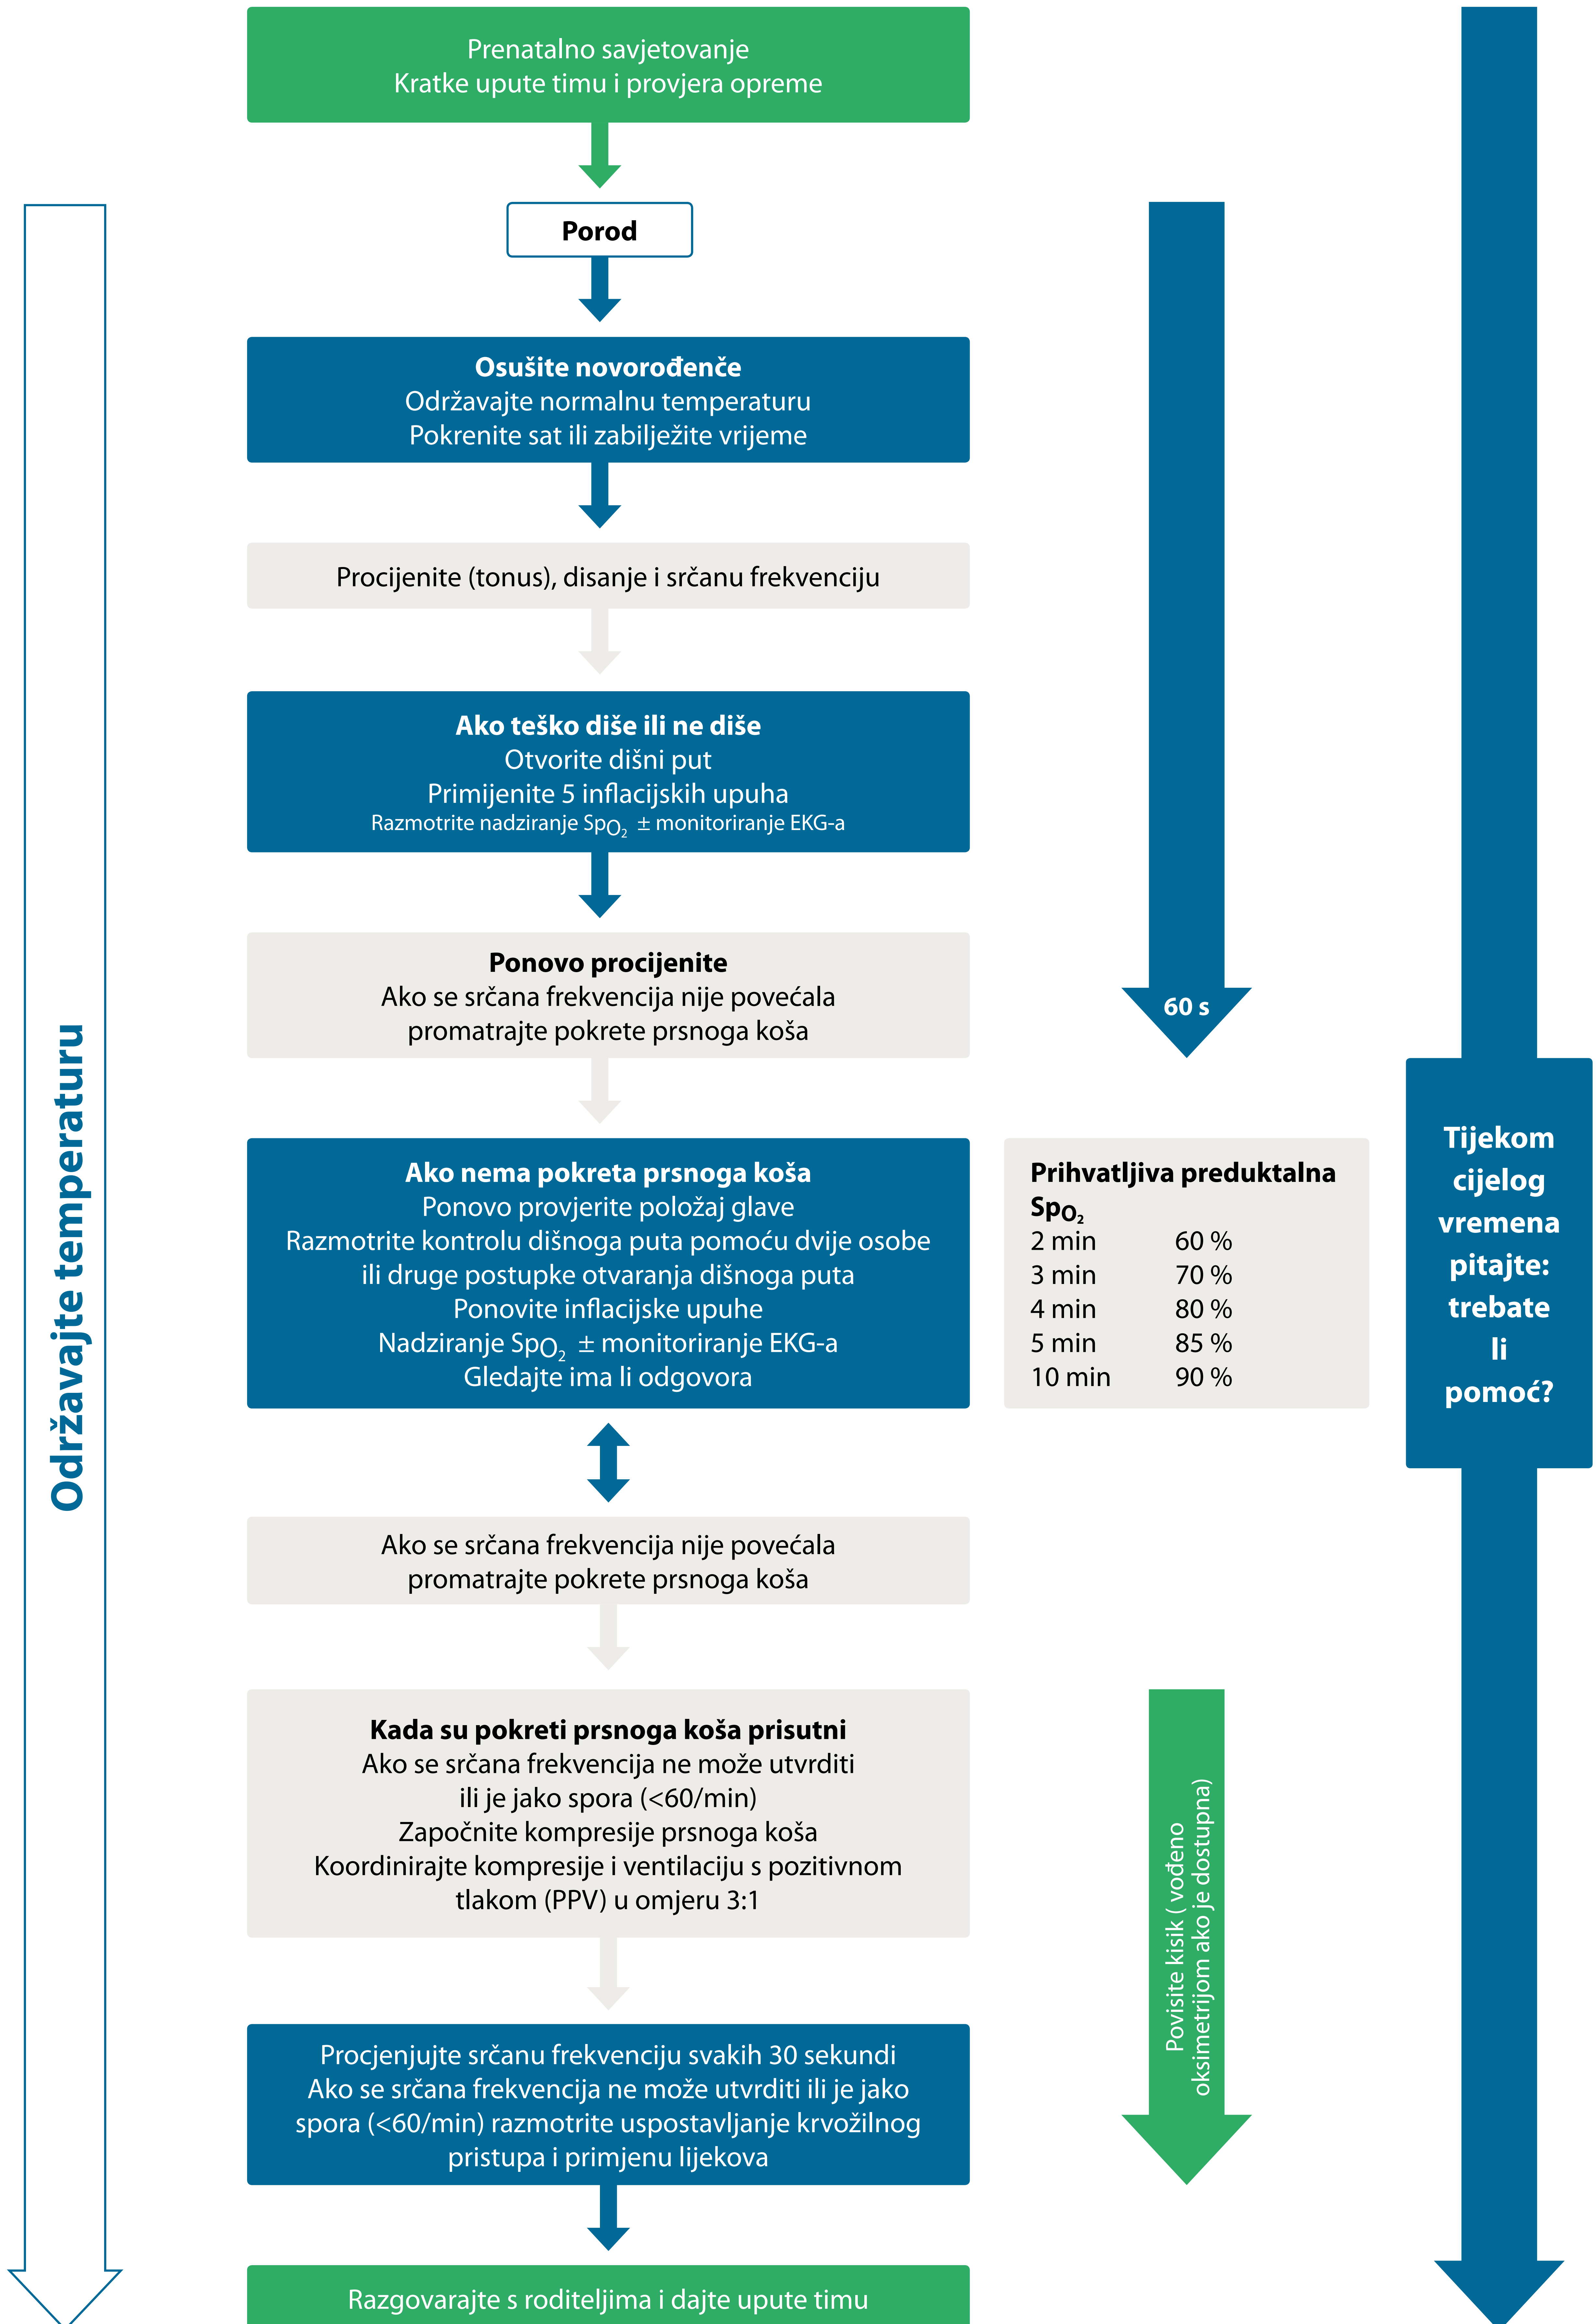 Prenatalno savjetovanje
Kratke upute timu i provjera opreme
Porod
Osušite novorođenče
Održavajte normalnu temperaturu
Pokrenite sat ili zabilježite vrijeme
Procijenite (tonus), disanje i srčanu frekvenciju
Ako teško diše ili ne diše
Otvorite dišni put
Primijenite 5 inflacijskih upuha
Razmotrite nadziranje SpO₂ ± monitoriranje EKG-a
Ponovo procijenite
Ako se srčana frekvencija nije povećala
promatrajte pokrete prsnoga koša
60 s
Ako nema pokreta prsnoga koša
Ponovo provjerite položaj glave
Razmotrite kontrolu dišnoga puta pomoću dvije osobe
ili druge postupke otvaranja dišnoga puta
Ponovite inflacijske upuhe
Nadziranje SpO₂ ± monitoriranje EKG-a
Gledajte ima li odgovora
Prihvatljiva preduktalna
SpO₂
2 min 60 %
3 min 70 %
4 min 80 %
5 min 85 %
10 min 90 %
Tijekom
cijelog
vremena
pitajte:
trebate
li
pomoć?
Održavajte temperaturu
Ako se srčana frekvencija nije povećala
promatrajte pokrete prsnoga koša
Kada su pokreti prsnoga koša prisutni
Ako se srčana frekvencija ne može utvrditi
ili je jako spora (<60/min)
Započnite kompresije prsnoga koša
Koordinirajte kompresije i ventilaciju s pozitivnom
tlakom (PPV) u omjeru 3:1
Povisite kisik ( vođeno
oksimetrijom ako je dostupna)
Procjenjujte srčanu frekvenciju svakih 30 sekundi
Ako se srčana frekvencija ne može utvrditi ili je jako
spora (<60/min) razmotrite uspostavljanje krvožilnog
pristupa i primjenu lijekova
Razgovarajte s roditeljima i dajte upute timu